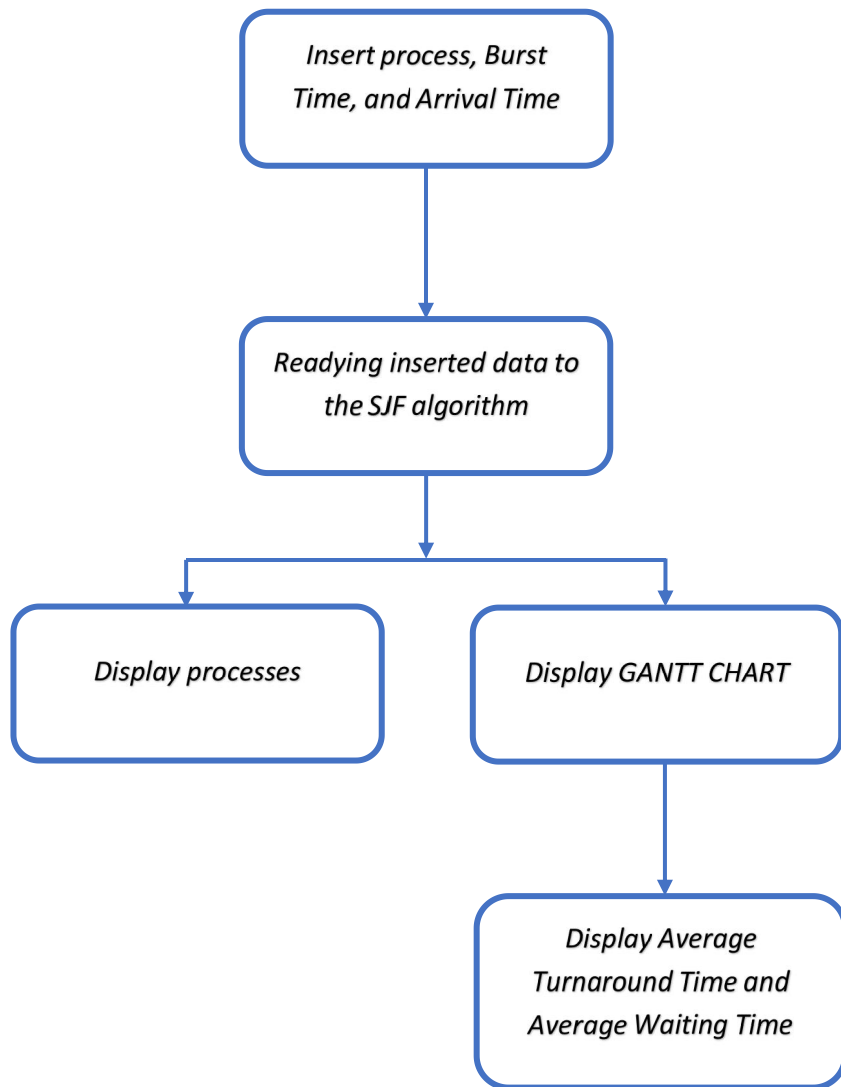 Insert process, Burst
Time, and Arrival Time
Readying inserted data to
the SJF algorithm
Display processes
Display GANTT CHART
Display Average
Turnaround Time and
Average Waiting Time